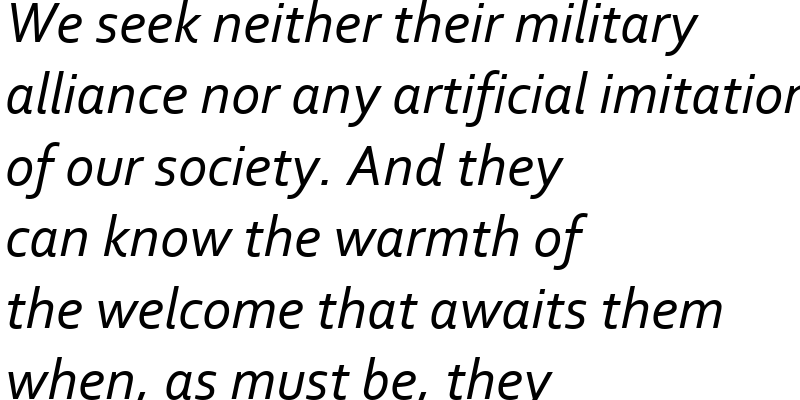 We seek neither their military
alliance nor any artificial imitation
of our society. And they
can know the warmth of
the welcome that awaits them
when, as must be, they